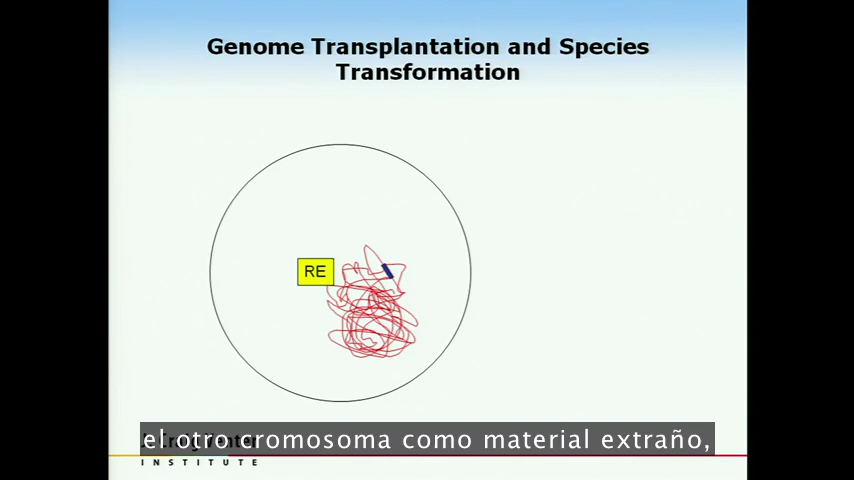 Genome Transplantation and Species
Transformation
RE
el otro cromosoma como material extraño,
INSTITUTE